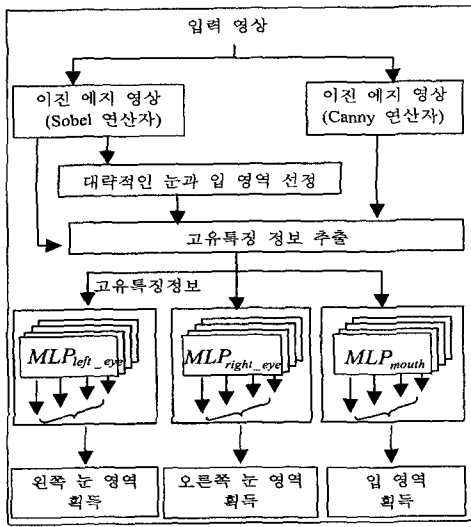 입력 영상
이진 에지 영상
(Sobel 연산자)
이진 에지 영상
(Canny 연산자)
대략적인 눈과 입 영역 선정
고유특징 정보 추출
고유특징정보
MLP_left_eye
MLP_right_eye
MLP_mouth
왼쪽 눈 영역
획득
오른쪽 눈 영역
획득
입 영역
획득